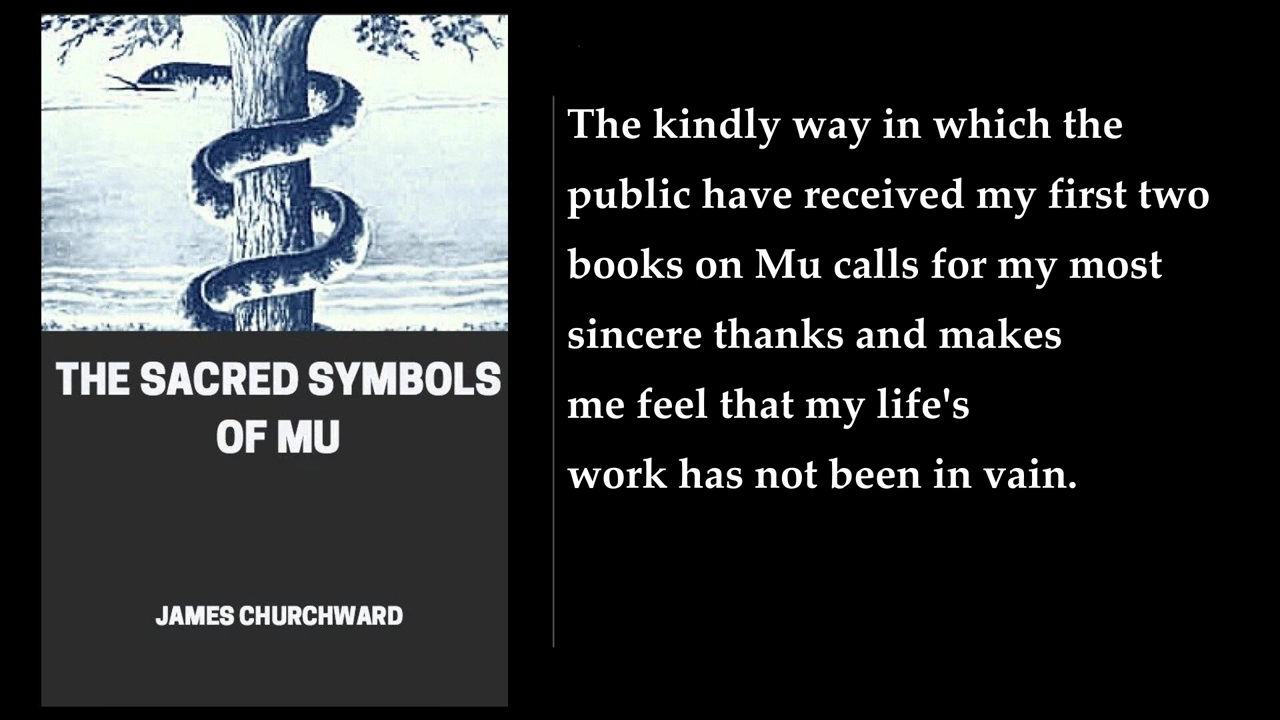 THE SACRED SYMBOLS
OF MU
JAMES CHURCHWARD
The kindly way in which the
public have received my first two
books on Mu calls for my most
sincere thanks and makes
me feel that my life's
work has not been in vain.